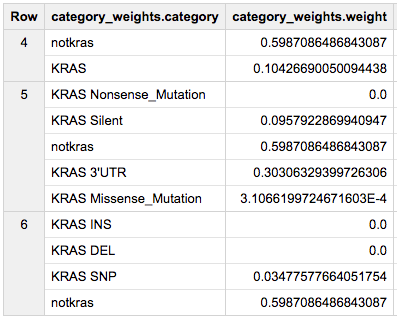 Row category_weights.category category_weights.weight
4 notkras 0.5987086486843087
KRAS 0.10426690050094438
5 KRAS Nonsense_Mutation 0.0
KRAS Silent 0.0957922869940947
notkras 0.5987086486843087
KRAS 3'UTR 0.30306329399726306
KRAS Missense_Mutation 3.1066199724671603E-4
6 KRAS INS 0.0
KRAS DEL 0.0
KRAS SNP 0.03477577664051754
notkras 0.5987086486843087